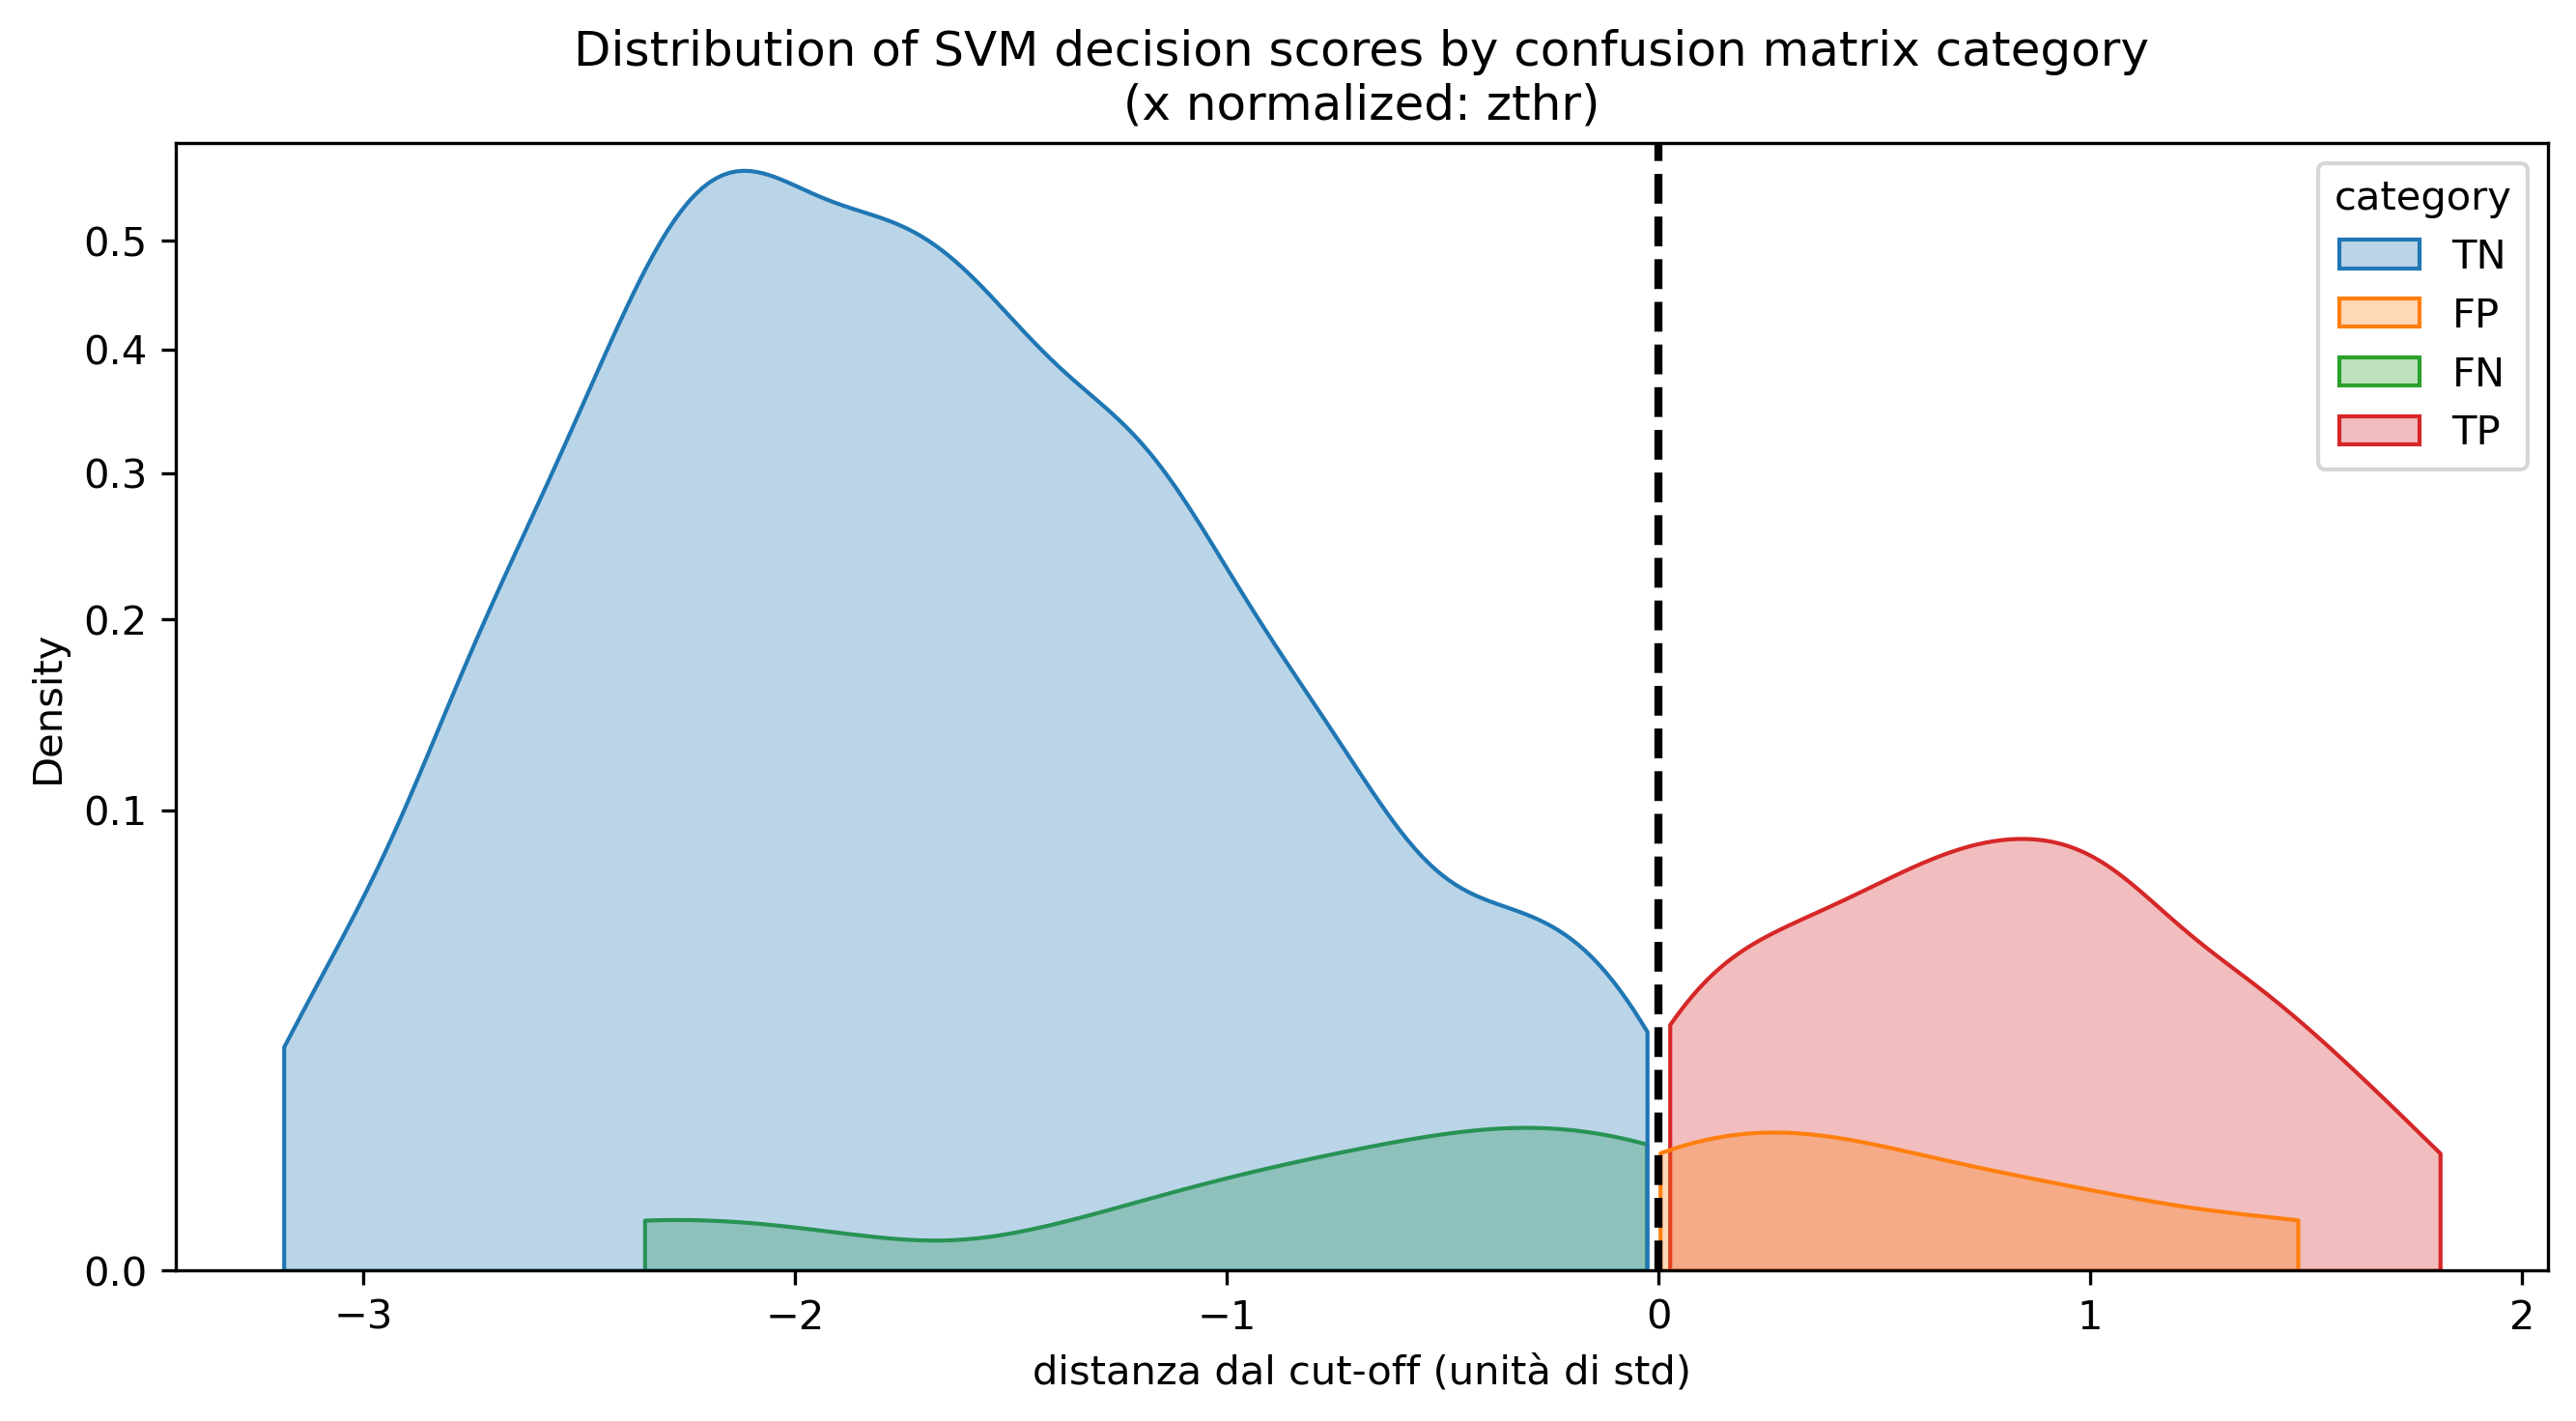 Distribution of SVM decision scores by confusion matrix category
(x normalized: zthr)
category
TN
FP
FN
TP
Density
0.5
0.4
0.3
0.2
0.1
0.0
−3
−2
−1
0
1
2
distanza dal cut-off (unità di std)